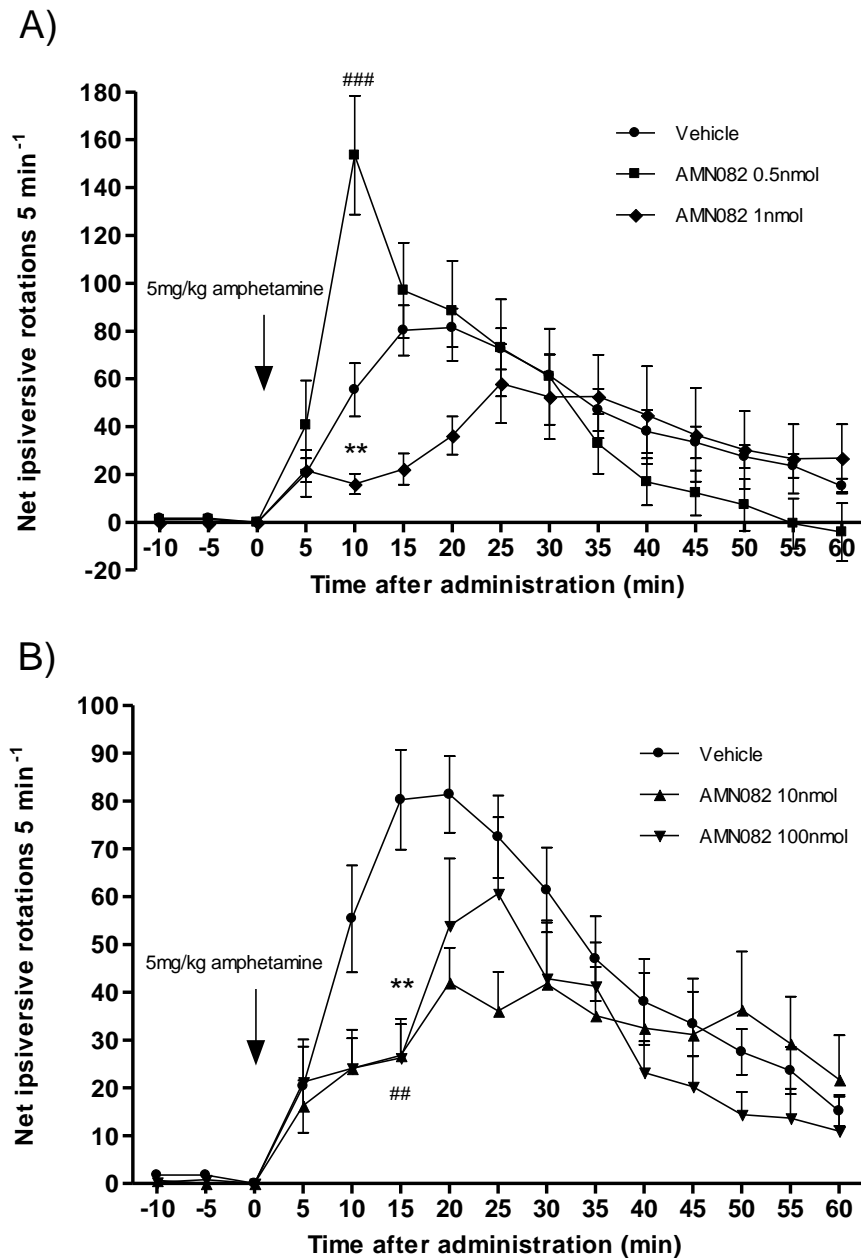 A)
###
180
160
140
120
100
80
60
40
20
0
-20
Net ipsiversive rotations 5 min⁻¹
Vehicle
AMN082 0.5nmol
AMN082 1nmol
5mg/kg amphetamine
**
-10 -5 0 5 10 15 20 25 30 35 40 45 50 55 60
Time after administration (min)
B)
100
90
80
70
60
50
40
30
20
10
0
Net ipsiversive rotations 5 min⁻¹
Vehicle
AMN082 10nmol
AMN082 100nmol
5mg/kg amphetamine
**
##
-10 -5 0 5 10 15 20 25 30 35 40 45 50 55 60
Time after administration (min)